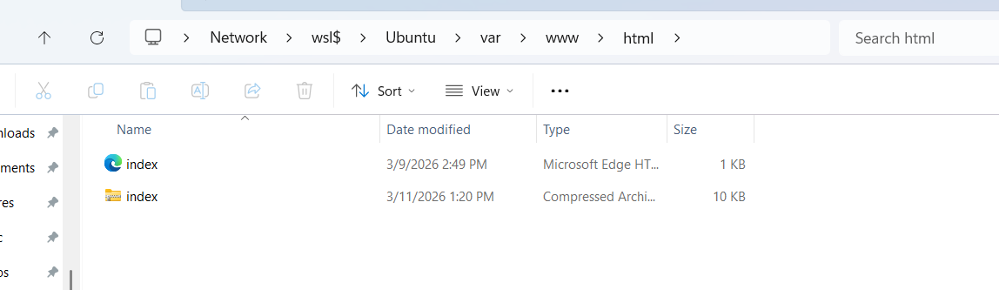 Network > wsl$ > Ubuntu > var > www > html >
Search html
Sort
View
Name
Date modified
Type
Size
nloads
index
3/9/2026 2:49 PM
Microsoft Edge HT...
1 KB
ments
index
3/11/2026 1:20 PM
Compressed Archi...
10 KB
res
c
os